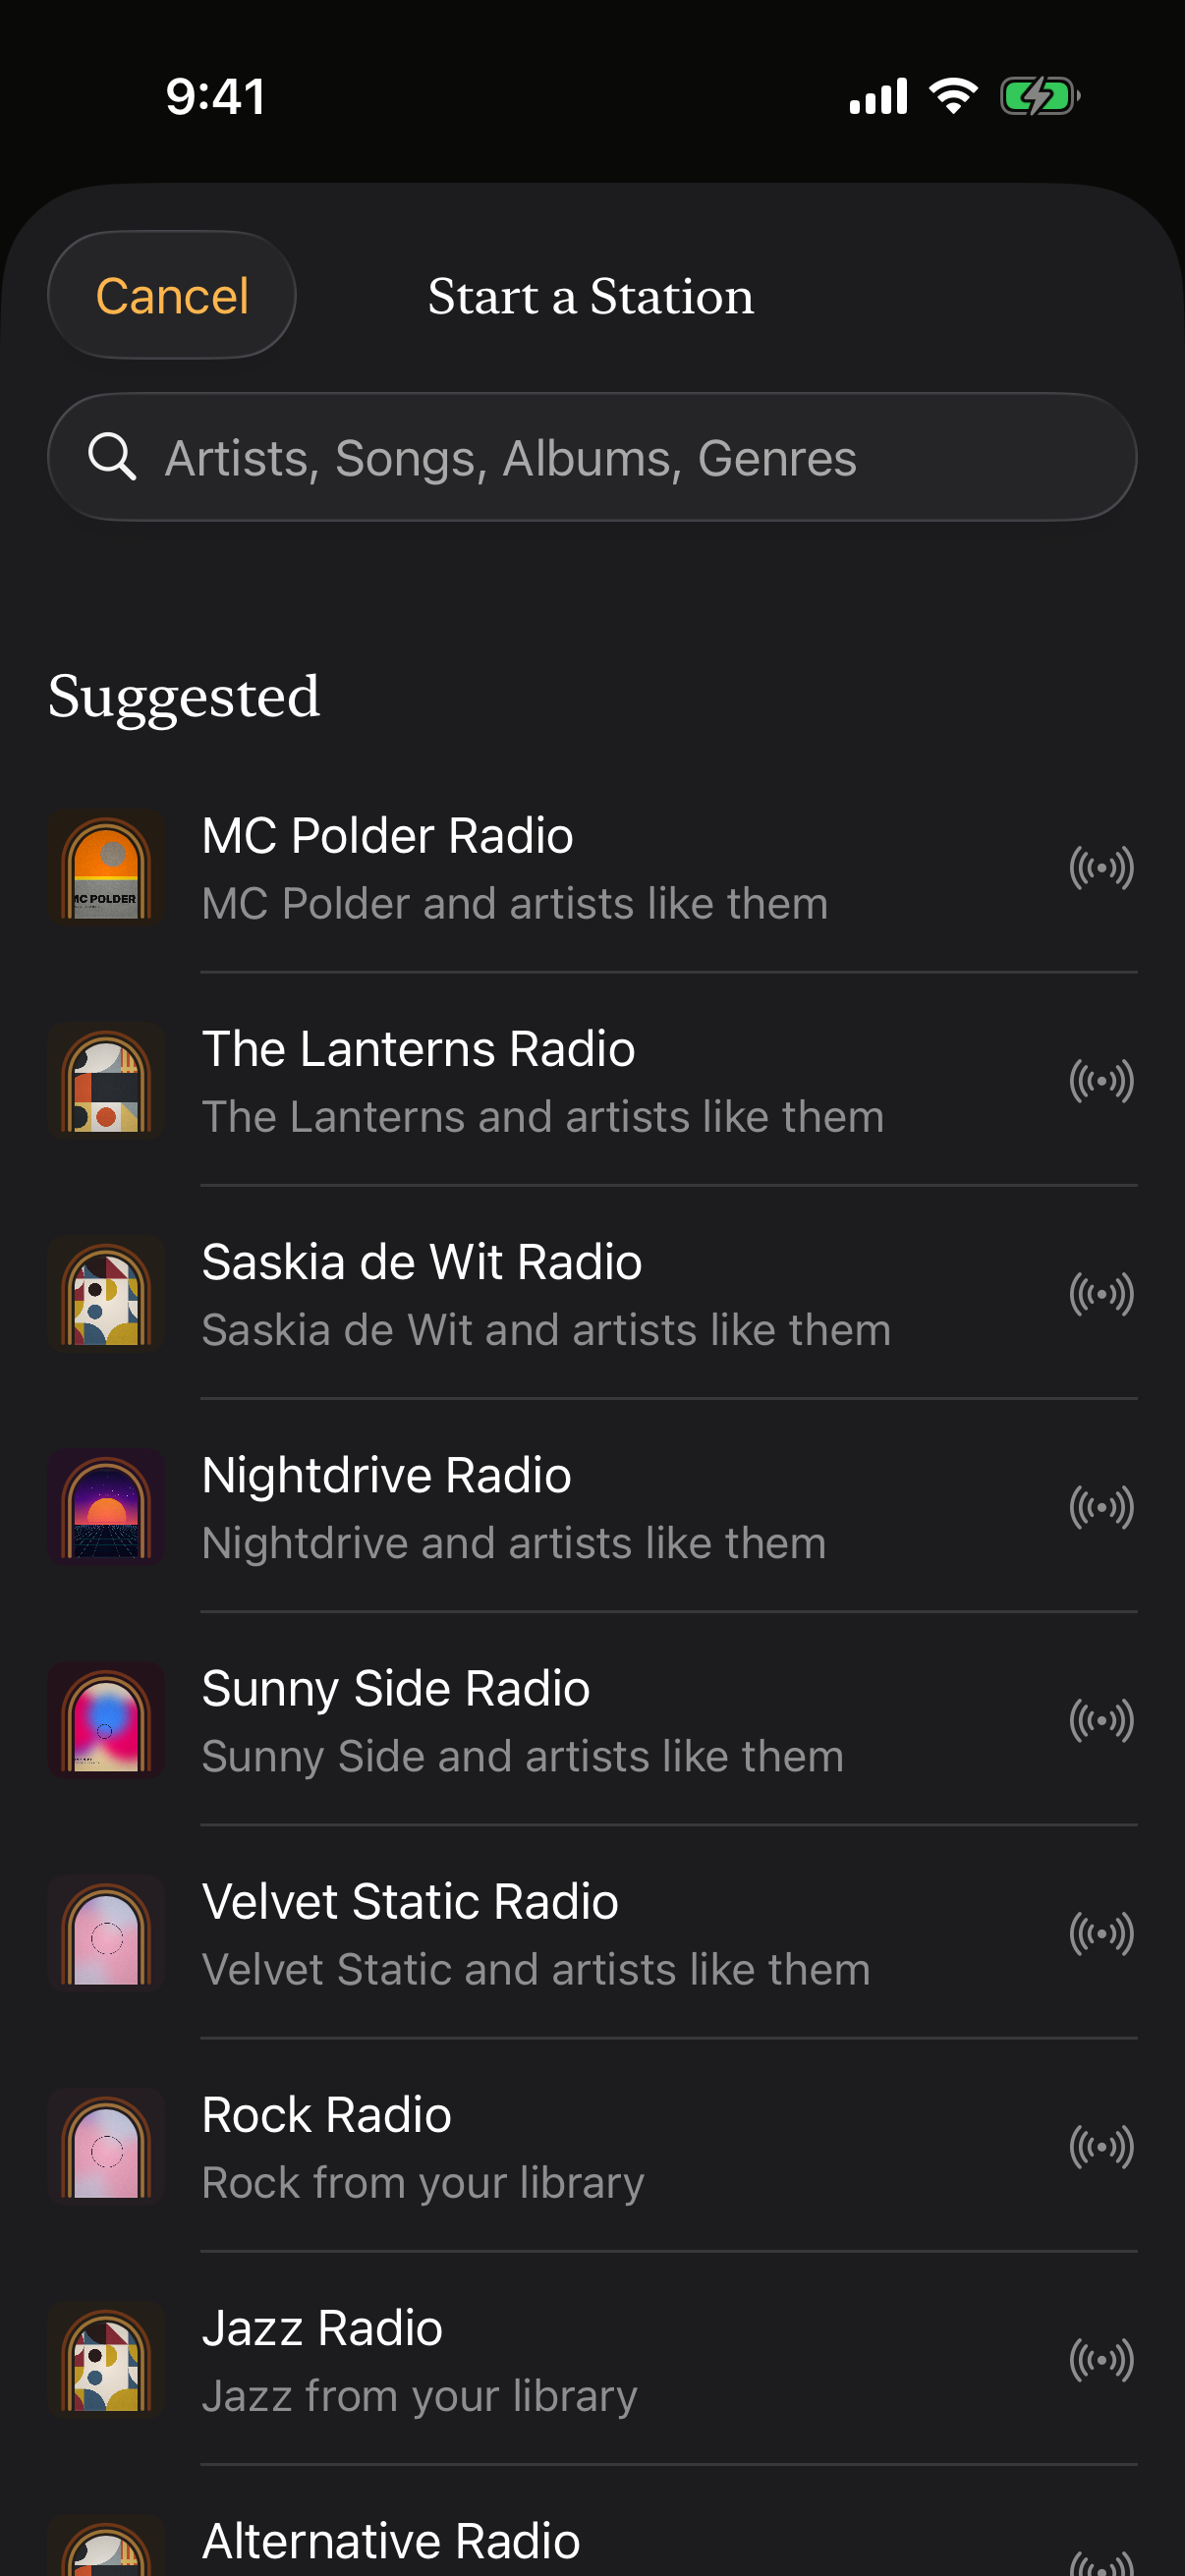 9:41
Cancel
Start a Station
Artists, Songs, Albums, Genres
Suggested
MC POLDER
MC Polder Radio
MC Polder and artists like them
The Lanterns Radio
The Lanterns and artists like them
Saskia de Wit Radio
Saskia de Wit and artists like them
Nightdrive Radio
Nightdrive and artists like them
Sunny Side Radio
Sunny Side and artists like them
Velvet Static Radio
Velvet Static and artists like them
Rock Radio
Rock from your library
Jazz Radio
Jazz from your library
Alternative Radio